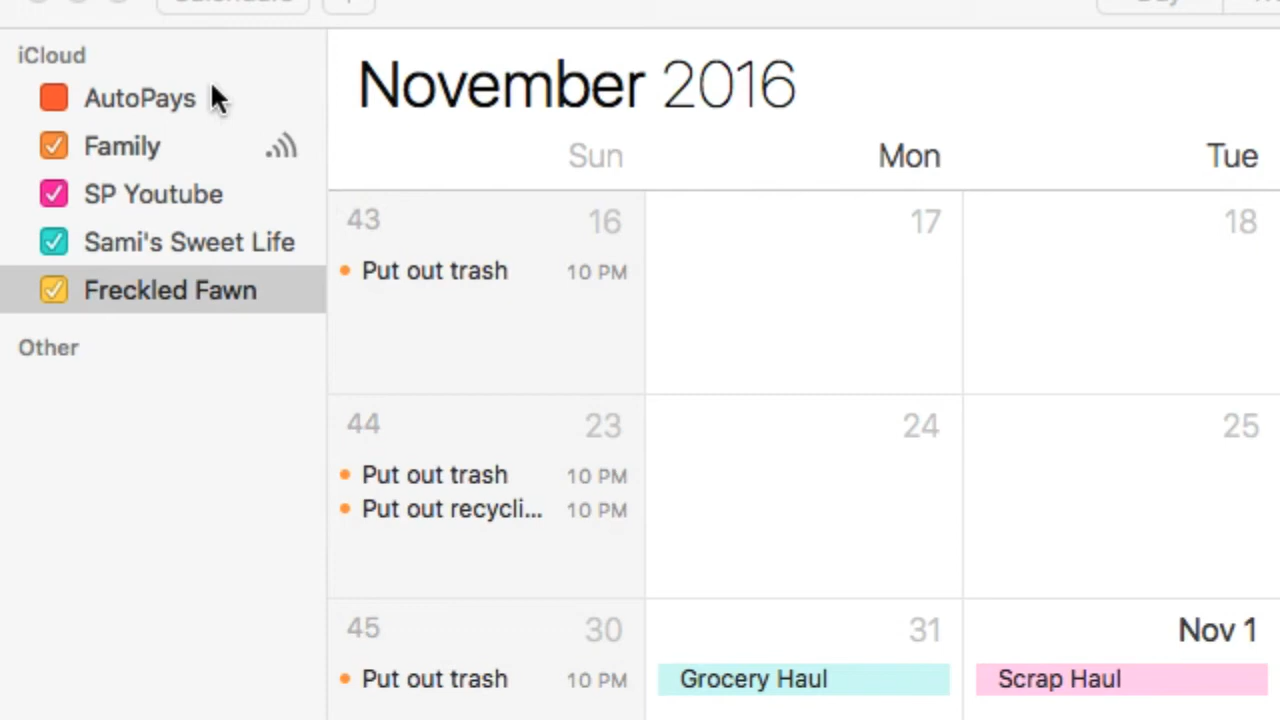 Calendars
+
Day
iCloud
AutoPays
Family
SP Youtube
Sami's Sweet Life
Freckled Fawn
Other
November 2016
Sun Mon Tue
43 16 17 18
Put out trash 10 PM
44 23 24 25
Put out trash 10 PM
Put out recycli... 10 PM
45 30 31 Nov 1
Put out trash 10 PM Grocery Haul Scrap Haul